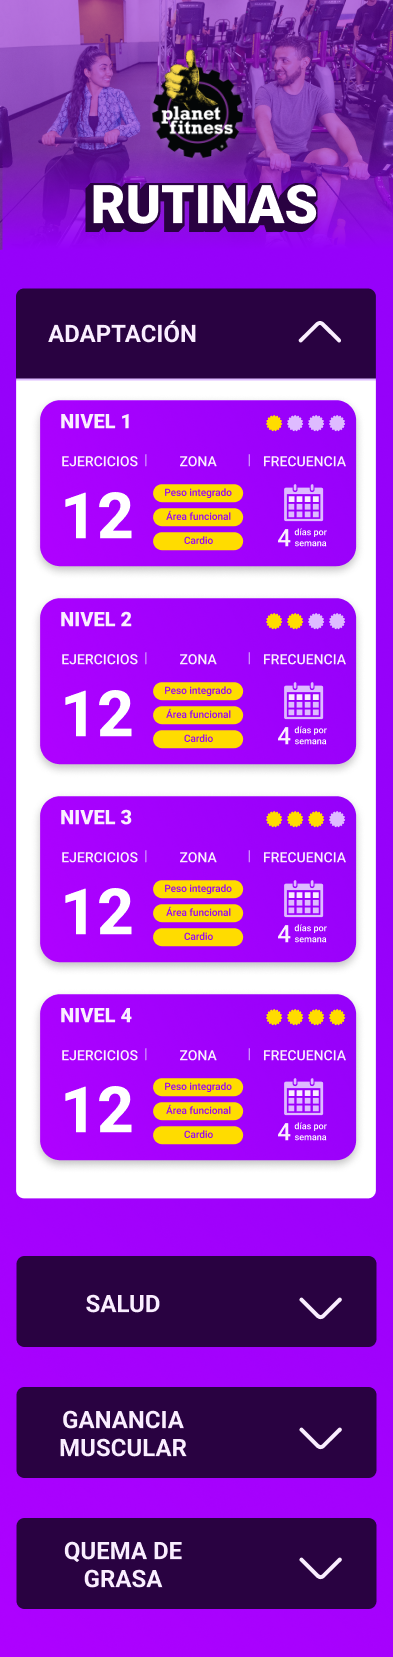 planet
fitness
RUTINAS
ADAPTACIÓN
NIVEL 1
EJERCICIOS | ZONA | FRECUENCIA
12
Peso integrado
Área funcional
Cardio
4 días por
semana
NIVEL 2
EJERCICIOS | ZONA | FRECUENCIA
12
Peso integrado
Área funcional
Cardio
4 días por
semana
NIVEL 3
EJERCICIOS | ZONA | FRECUENCIA
12
Peso integrado
Área funcional
Cardio
4 días por
semana
NIVEL 4
EJERCICIOS | ZONA | FRECUENCIA
12
Peso integrado
Área funcional
Cardio
4 días por
semana
SALUD
GANANCIA
MUSCULAR
QUEMA DE
GRASA